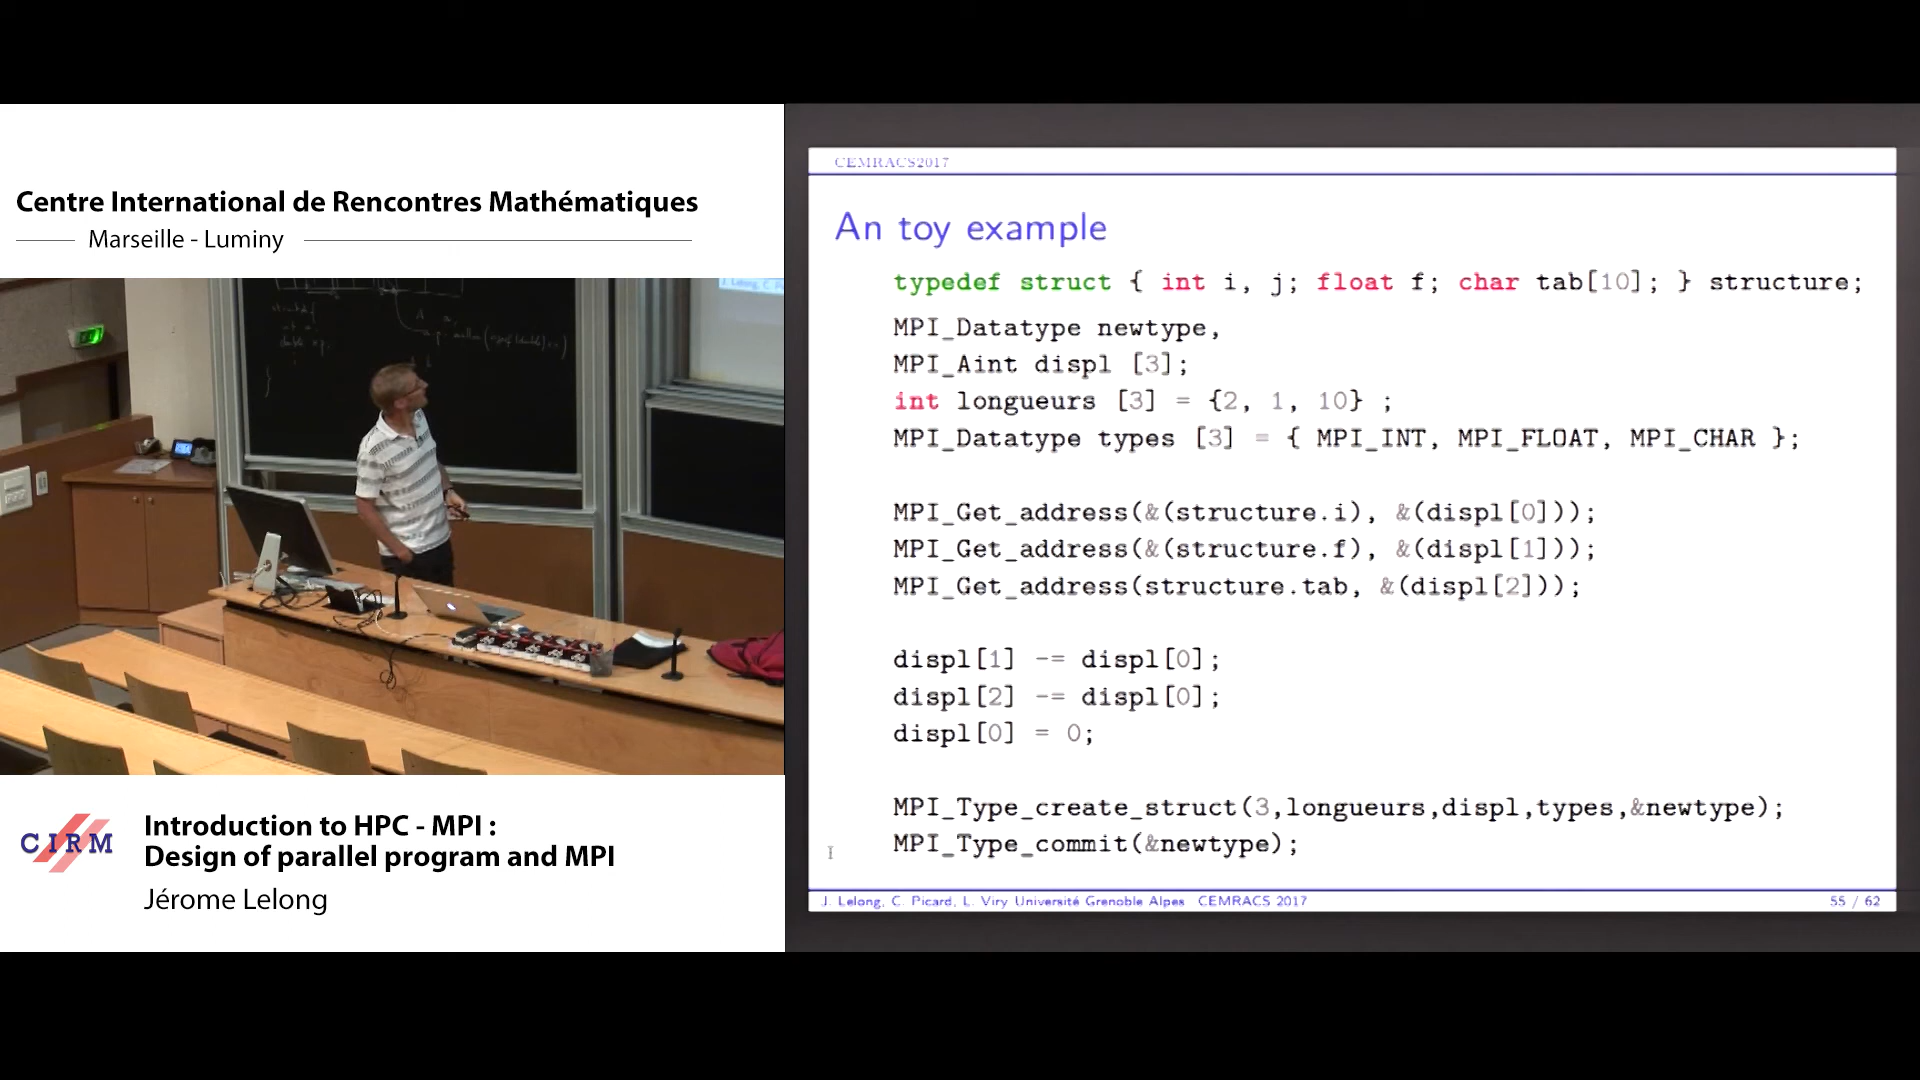 Centre International de Rencontres Mathématiques
Marseille - Luminy
CIRM
Introduction to HPC - MPI :
Design of parallel program and MPI
Jérome Lelong
CEMRACS2017
An toy example
typedef struct { int i, j; float f; char tab[10]; } structure;
MPI_Datatype newtype,
MPI_Aint displ [3];
int longueurs [3] = {2, 1, 10} ;
MPI_Datatype types [3] = { MPI_INT, MPI_FLOAT, MPI_CHAR };
MPI_Get_address(&(structure.i), &(displ[0]));
MPI_Get_address(&(structure.f), &(displ[1]));
MPI_Get_address(structure.tab, &(displ[2]));
displ[1] -= displ[0];
displ[2] -= displ[0];
displ[0] = 0;
MPI_Type_create_struct(3,longueurs,displ,types,&newtype);
MPI_Type_commit(&newtype);
J. Lelong, C. Picard, L. Viry Université Grenoble Alpes CEMRACS 2017
55 / 62